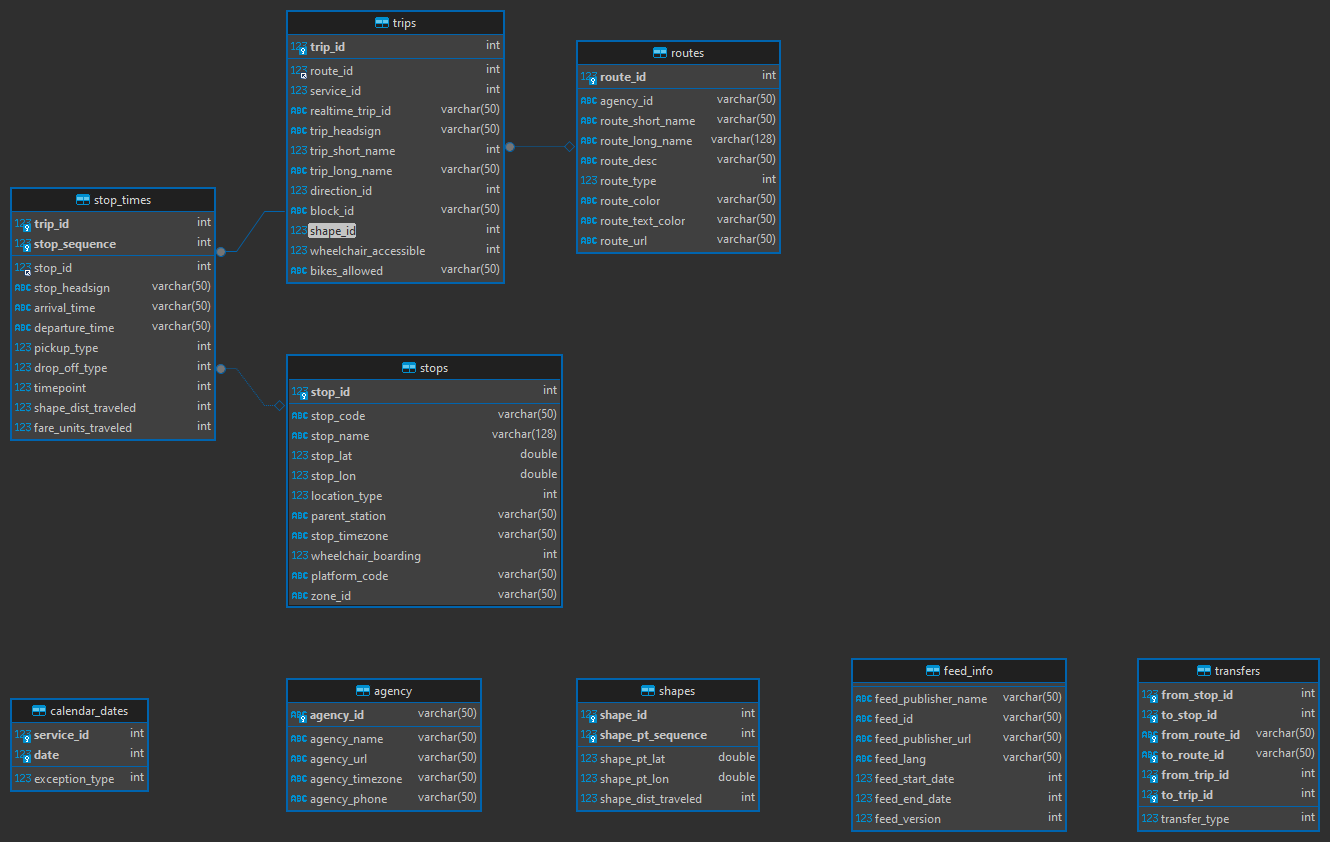 trips
123 trip_id int
123 route_id int
123 service_id int
ABC realtime_trip_id varchar(50)
ABC trip_headsign varchar(50)
123 trip_short_name int
ABC trip_long_name varchar(50)
123 direction_id int
ABC block_id varchar(50)
123 shape_id int
123 wheelchair_accessible int
ABC bikes_allowed varchar(50)
routes
123 route_id int
ABC agency_id varchar(50)
ABC route_short_name varchar(50)
ABC route_long_name varchar(128)
ABC route_desc varchar(50)
123 route_type int
ABC route_color varchar(50)
ABC route_text_color varchar(50)
ABC route_url varchar(50)
stop_times
123 trip_id int
123 stop_sequence int
123 stop_id int
ABC stop_headsign varchar(50)
ABC arrival_time varchar(50)
ABC departure_time varchar(50)
123 pickup_type int
123 drop_off_type int
123 timepoint int
123 shape_dist_traveled int
123 fare_units_traveled int
stops
123 stop_id int
ABC stop_code varchar(50)
ABC stop_name varchar(128)
123 stop_lat double
123 stop_lon double
123 location_type int
ABC parent_station varchar(50)
ABC stop_timezone varchar(50)
123 wheelchair_boarding int
ABC platform_code varchar(50)
ABC zone_id varchar(50)
calendar_dates
123 service_id int
123 date int
123 exception_type int
agency
ABC agency_id varchar(50)
ABC agency_name varchar(50)
ABC agency_url varchar(50)
ABC agency_timezone varchar(50)
ABC agency_phone varchar(50)
shapes
123 shape_id int
123 shape_pt_sequence int
123 shape_pt_lat double
123 shape_pt_lon double
123 shape_dist_traveled int
feed_info
ABC feed_publisher_name varchar(50)
ABC feed_id varchar(50)
ABC feed_publisher_url varchar(50)
ABC feed_lang varchar(50)
123 feed_start_date int
123 feed_end_date int
123 feed_version int
transfers
123 from_stop_id int
123 to_stop_id int
ABC from_route_id varchar(50)
ABC to_route_id varchar(50)
123 from_trip_id int
123 to_trip_id int
123 transfer_type int